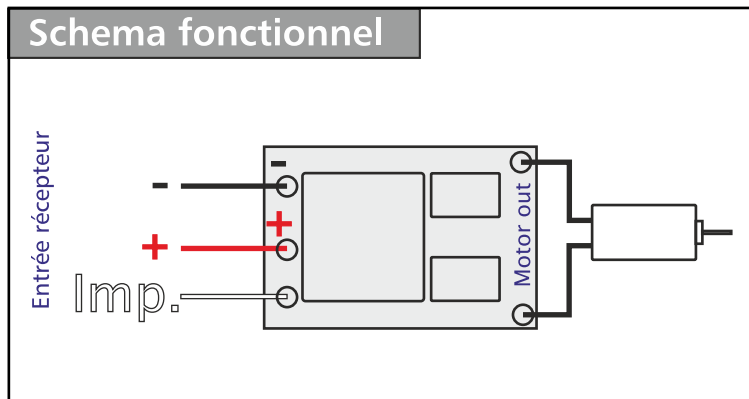 Schema fonctionnel
Entrée récepteur
-
+
Imp.
-
+
Motor out